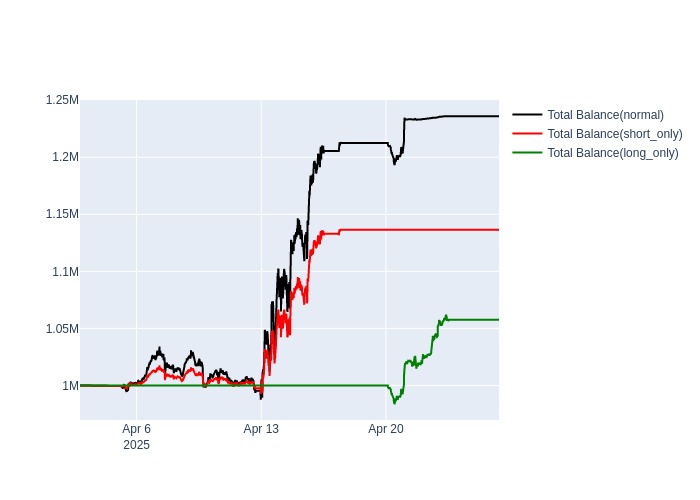 1.25M
1.2M
1.15M
1.1M
1.05M
1M
Apr 6
2025
Apr 13
Apr 20
Total Balance(normal)
Total Balance(short_only)
Total Balance(long_only)